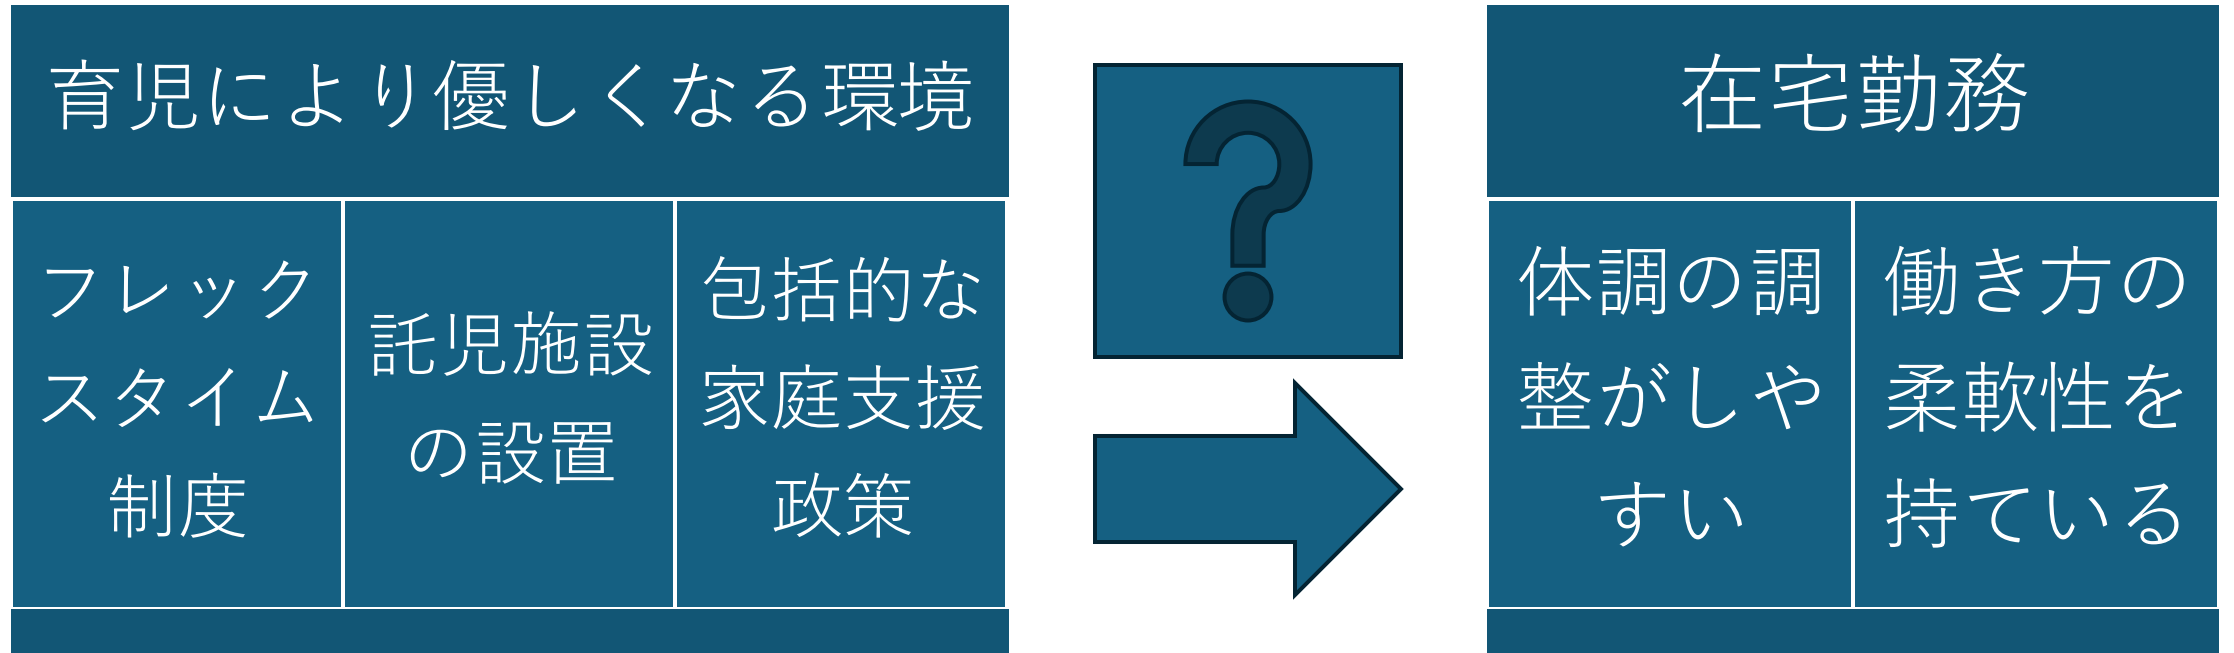 育児により優しくなる環境
フレック
スタイム
制度
託児施設
の設置
包括的な
家庭支援
政策
?
在宅勤務
体調の調
整がしや
すい
働き方の
柔軟性を
持ている